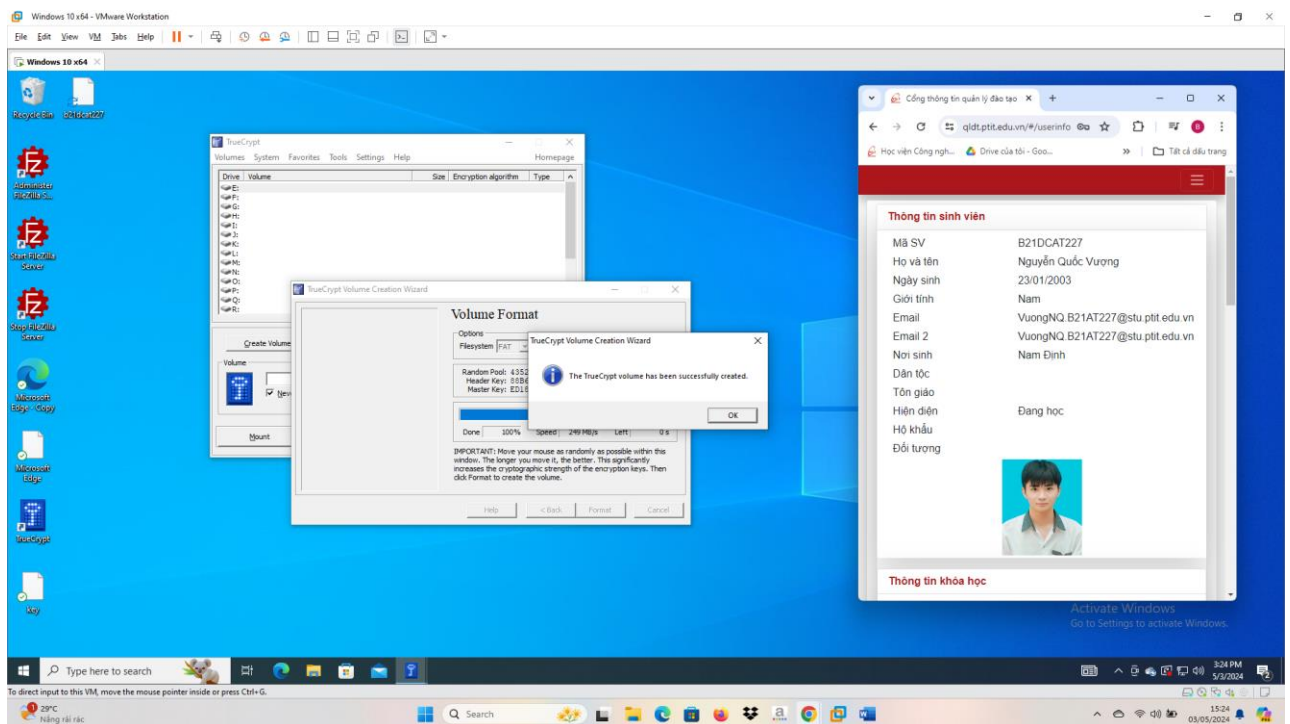 Windows 10 x64 - VMware Workstation
File Edit View VM Tabs Help
Windows 10 x64
Recycle Bin b21dcat227
Administer
FileZilla S...
Start FileZilla
Server
Stop FileZilla
Server
Microsoft
Edge - Copy
Microsoft
Edge
TrueCrypt
Key
TrueCrypt
Volumes System Favorites Tools Settings Help Homepage
Drive Volume Size Encryption algorithm Type
E:
F:
G:
H:
I:
J:
K:
L:
M:
N:
O:
P:
Q:
R:
Create Volume
Volume
Nev
Mount
TrueCrypt Volume Creation Wizard
Volume Format
Options
Filesystem FAT
Random Pool: 4352
Header Key:
Master Key:
Done 100% Speed 249 MB/s Left 0 s
IMPORTANT: Move your mouse as randomly as possible within this
window. The longer you move it, the better. This significantly
increases the cryptographic strength of the encryption keys. Then
click Format to create the volume.
Help < Back Format Cancel
TrueCrypt Volume Creation Wizard
The TrueCrypt volume has been successfully created.
OK
Cổng thông tin quản lý đào tạo
qldt.ptit.edu.vn/#/userinfo
B
Học viện Công ngh... Drive của tôi - Goo... Tất cả dấu trang
Thông tin sinh viên
Mã SV B21DCAT227
Họ và tên Nguyễn Quốc Vượng
Ngày sinh 23/01/2003
Giới tính Nam
Email VuongNQ.B21AT227@stu.ptit.edu.vn
Email 2 VuongNQ.B21AT227@stu.ptit.edu.vn
Nơi sinh Nam Định
Dân tộc
Tôn giáo
Hiện diện Đang học
Hộ khẩu
Đối tượng
Thông tin khóa học
Activate Windows
Go to Settings to activate Windows.
Type here to search
3:24 PM
5/3/2024
2
To direct input to this VM, move the mouse pointer inside or press Ctrl+G.
1
29°C
Nắng rải rác
Search
15:24
03/05/2024